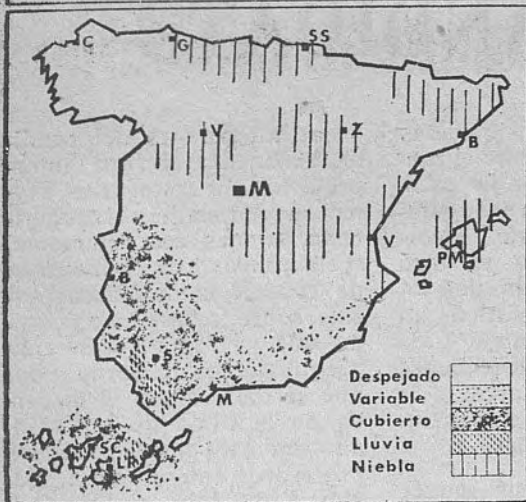 C G SS
V Z B
M
V PM
B
S
M
SC LP
Despejado
Variable
Cubierto
Lluvia
Niebla